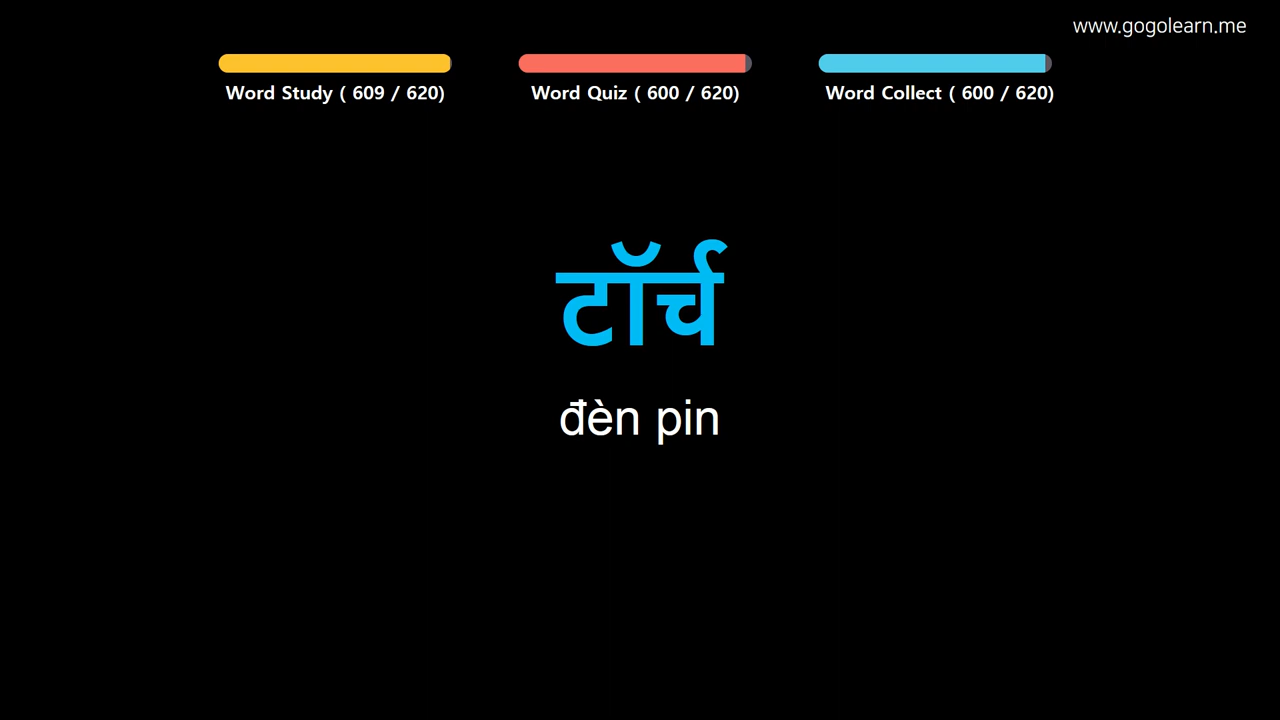 www.gogolearn.me
Word Study ( 609 / 620)
Word Quiz ( 600 / 620)
Word Collect ( 600 / 620)
टॉर्च
đèn pin